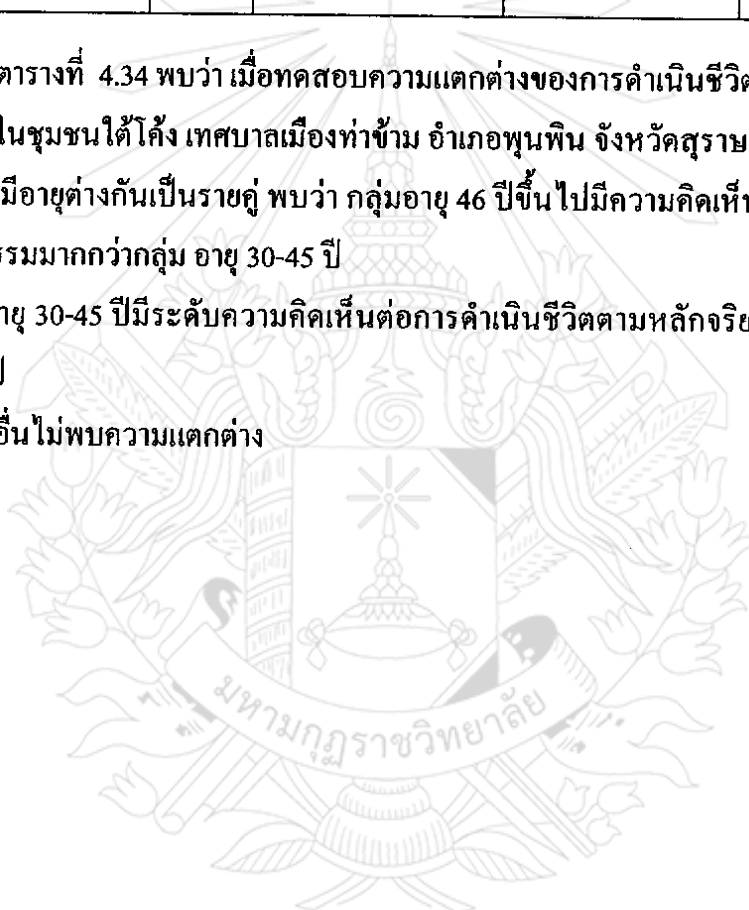 ตารางที่ 4.34 พบว่า เมื่อทดสอบความแตกต่างของการดำเนินชีวิต
ในชุมชนใต้โค้ง เทศบาลเมืองท่าข้าม อำเภอพุนพิน จังหวัดสุราษ
มีอายุต่างกันเป็นรายคู่ พบว่า กลุ่มอายุ 46 ปีขึ้นไปมีความคิดเห็น
รรมมากกว่ากลุ่ม อายุ 30-45 ปี
ายุ 30-45 ปีมีระดับความคิดเห็นต่อการดำเนินชีวิตตามหลักจริย
อื่นไม่พบความแตกต่าง
มหามกุฏราชวิทยาลัย